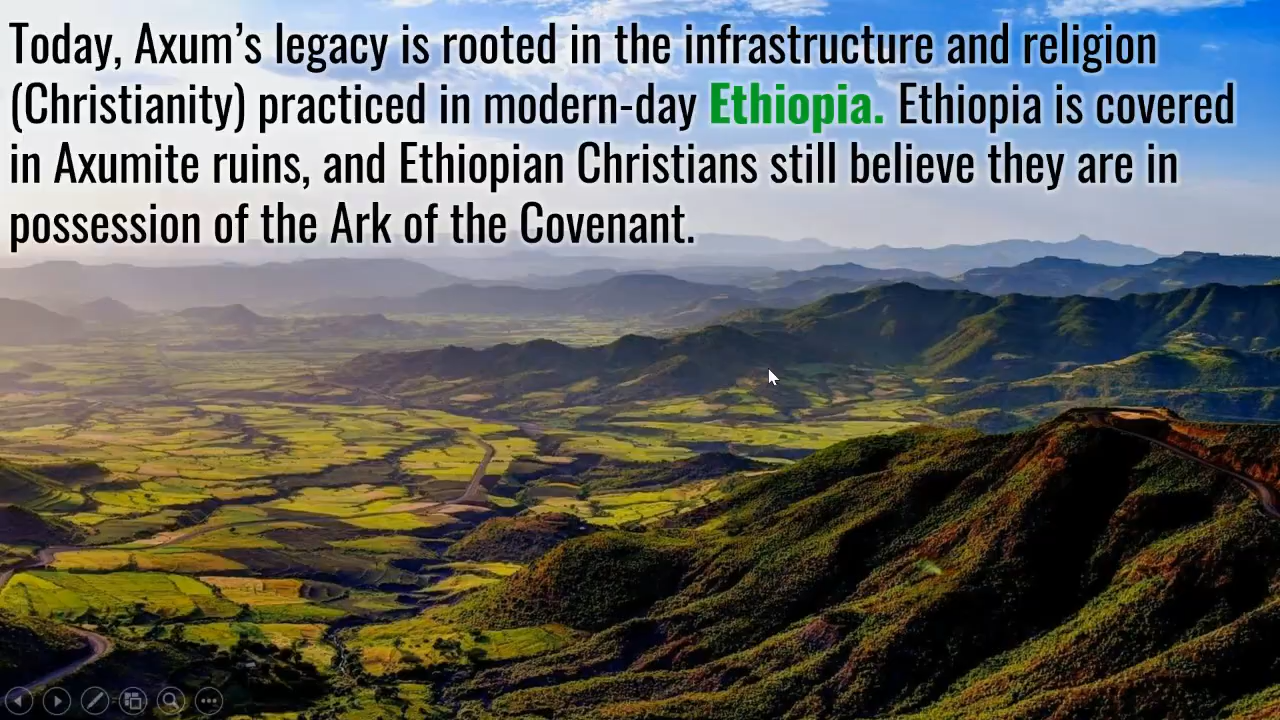 Today, Axum’s legacy is rooted in the infrastructure and religion
(Christianity) practiced in modern-day Ethiopia. Ethiopia is covered
in Axumite ruins, and Ethiopian Christians still believe they are in
possession of the Ark of the Covenant.